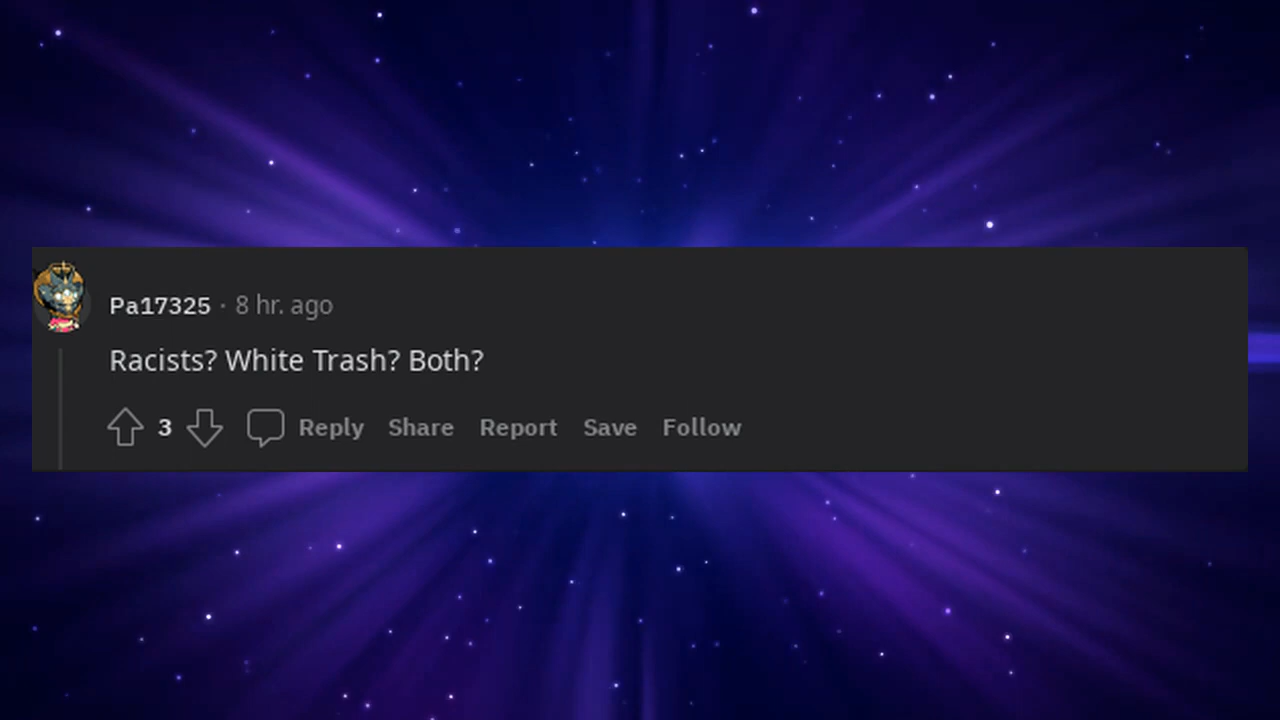 Pa17325 · 8 hr. ago
Racists? White Trash? Both?
3 Reply Share Report Save Follow